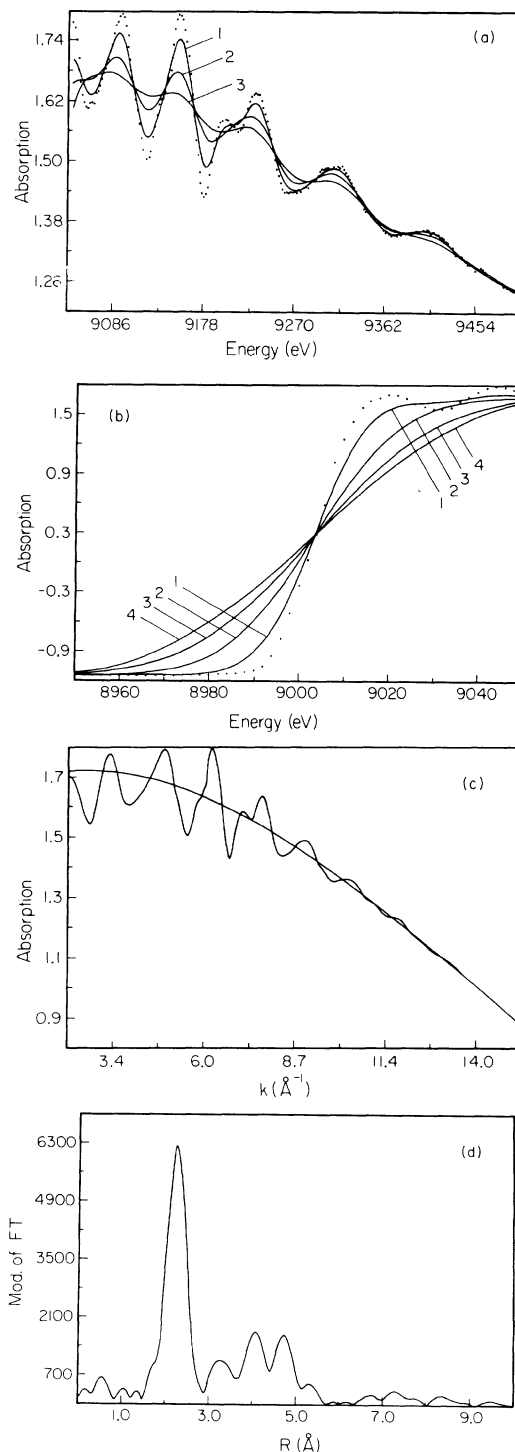 (a)
1.74
1
2
3
1.62
1.50
1.38
1.26
Absorption
9086 9178 9270 9362 9454
Energy (eV)
(b)
1.5
0.9
0.3
-0.3
-0.9
Absorption
1 2 3 4
1
2
3
4
8960 8980 9000 9020 9040
Energy (eV)
(c)
1.7
1.5
1.3
1.1
0.9
Absorption
3.4 6.0 8.7 11.4 14.0
k (Å⁻¹)
(d)
6300
4900
3500
2100
700
Mod. of FT
1.0 3.0 5.0 7.0 9.0
R (Å)